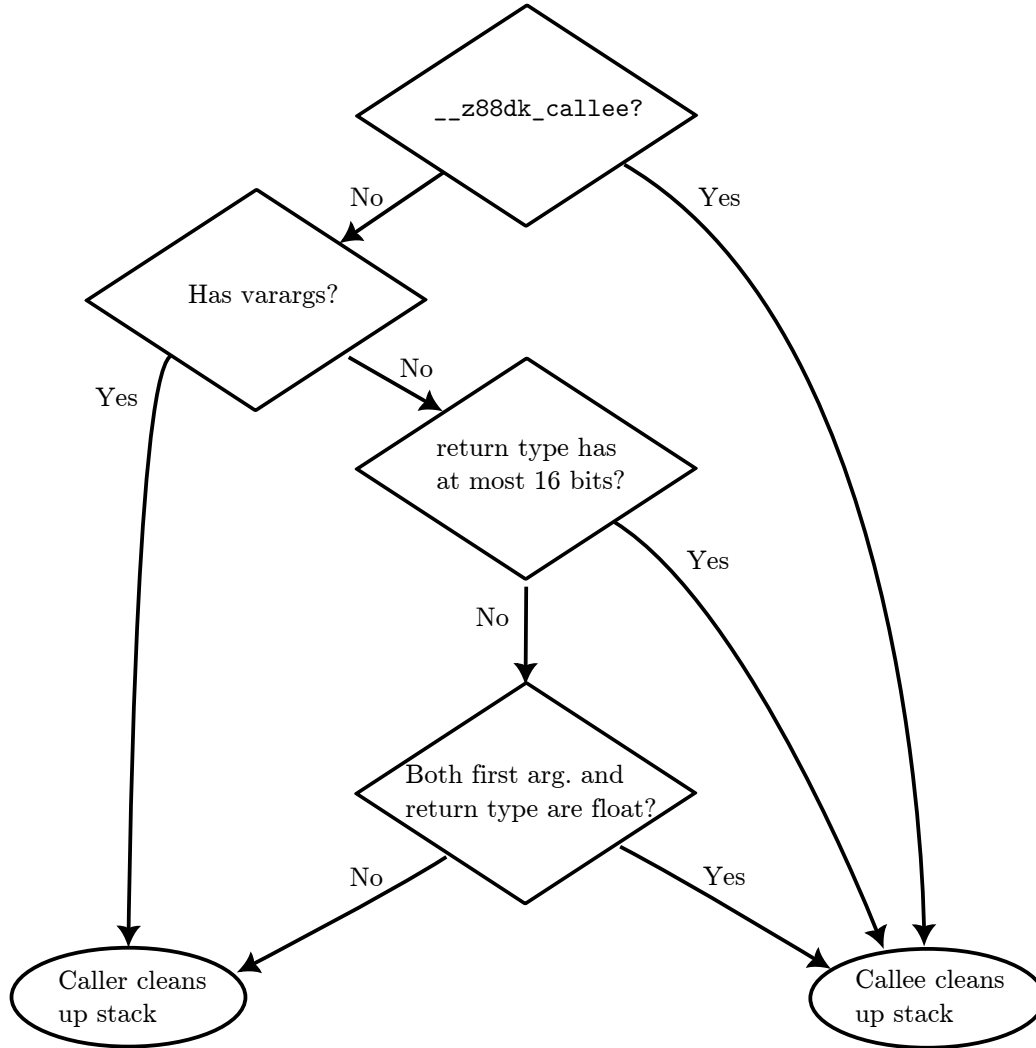 __z88dk_callee?
No
Yes
Has varargs?
No
Yes
return type has
at most 16 bits?
Yes
No
Both first arg. and
return type are float?
No
Yes
Caller cleans
up stack
Callee cleans
up stack